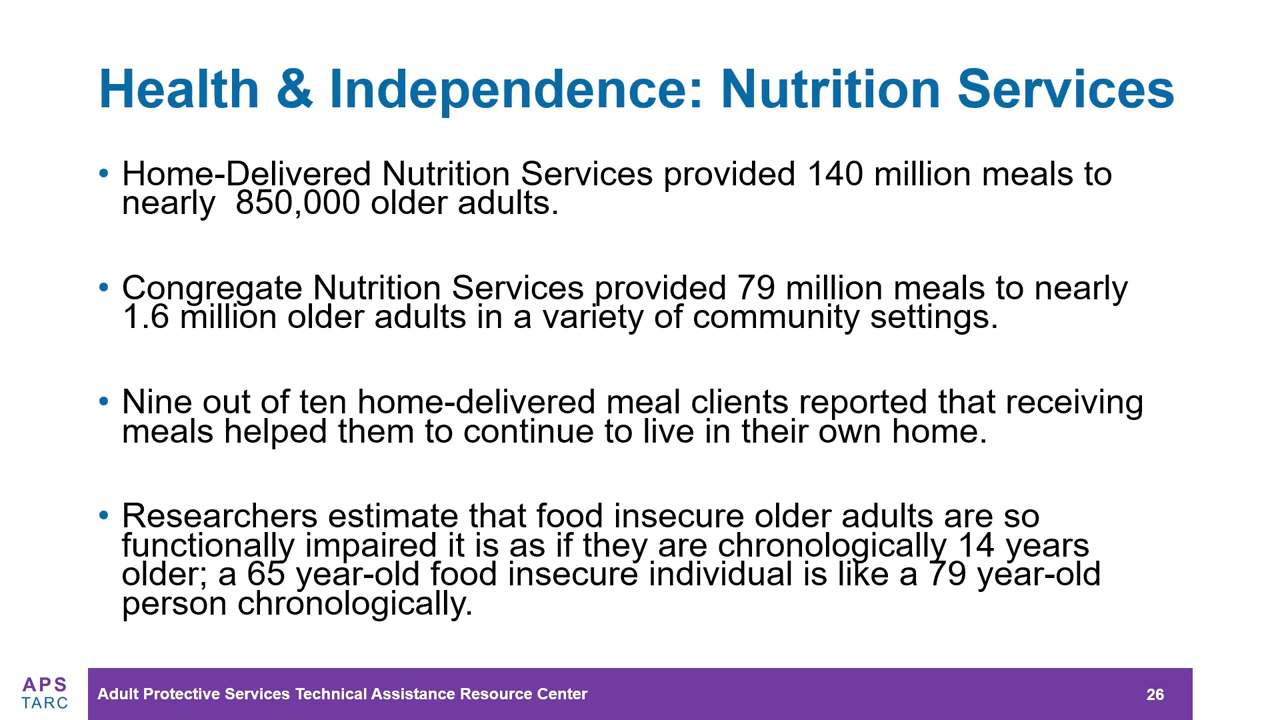 Health & Independence: Nutrition Services
• Home-Delivered Nutrition Services provided 140 million meals to
nearly  850,000 older adults.
• Congregate Nutrition Services provided 79 million meals to nearly
1.6 million older adults in a variety of community settings.
• Nine out of ten home-delivered meal clients reported that receiving
meals helped them to continue to live in their own home.
• Researchers estimate that food insecure older adults are so
functionally impaired it is as if they are chronologically 14 years
older; a 65 year-old food insecure individual is like a 79 year-old
person chronologically.
APS
TARC
Adult Protective Services Technical Assistance Resource Center
26